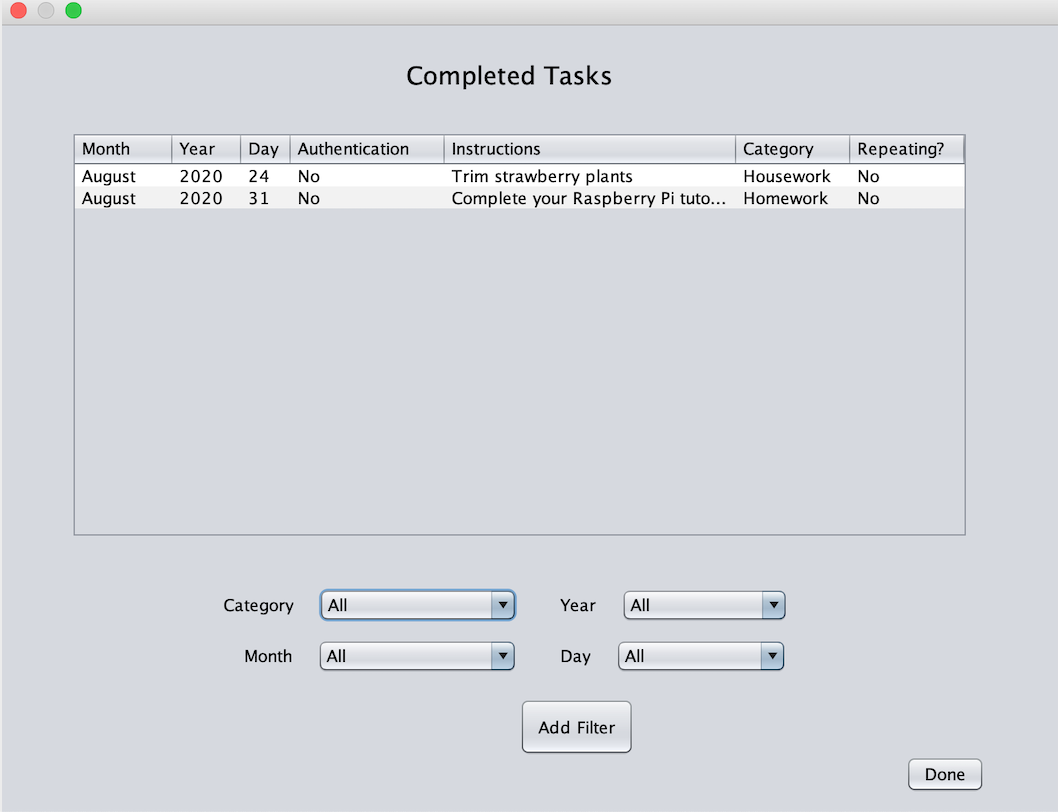 Completed Tasks
Month Year Day Authentication Instructions Category Repeating?
August 2020 24 No Trim strawberry plants Housework No
August 2020 31 No Complete your Raspberry Pi tuto... Homework No
Category All Year All
Month All Day All
Add Filter
Done